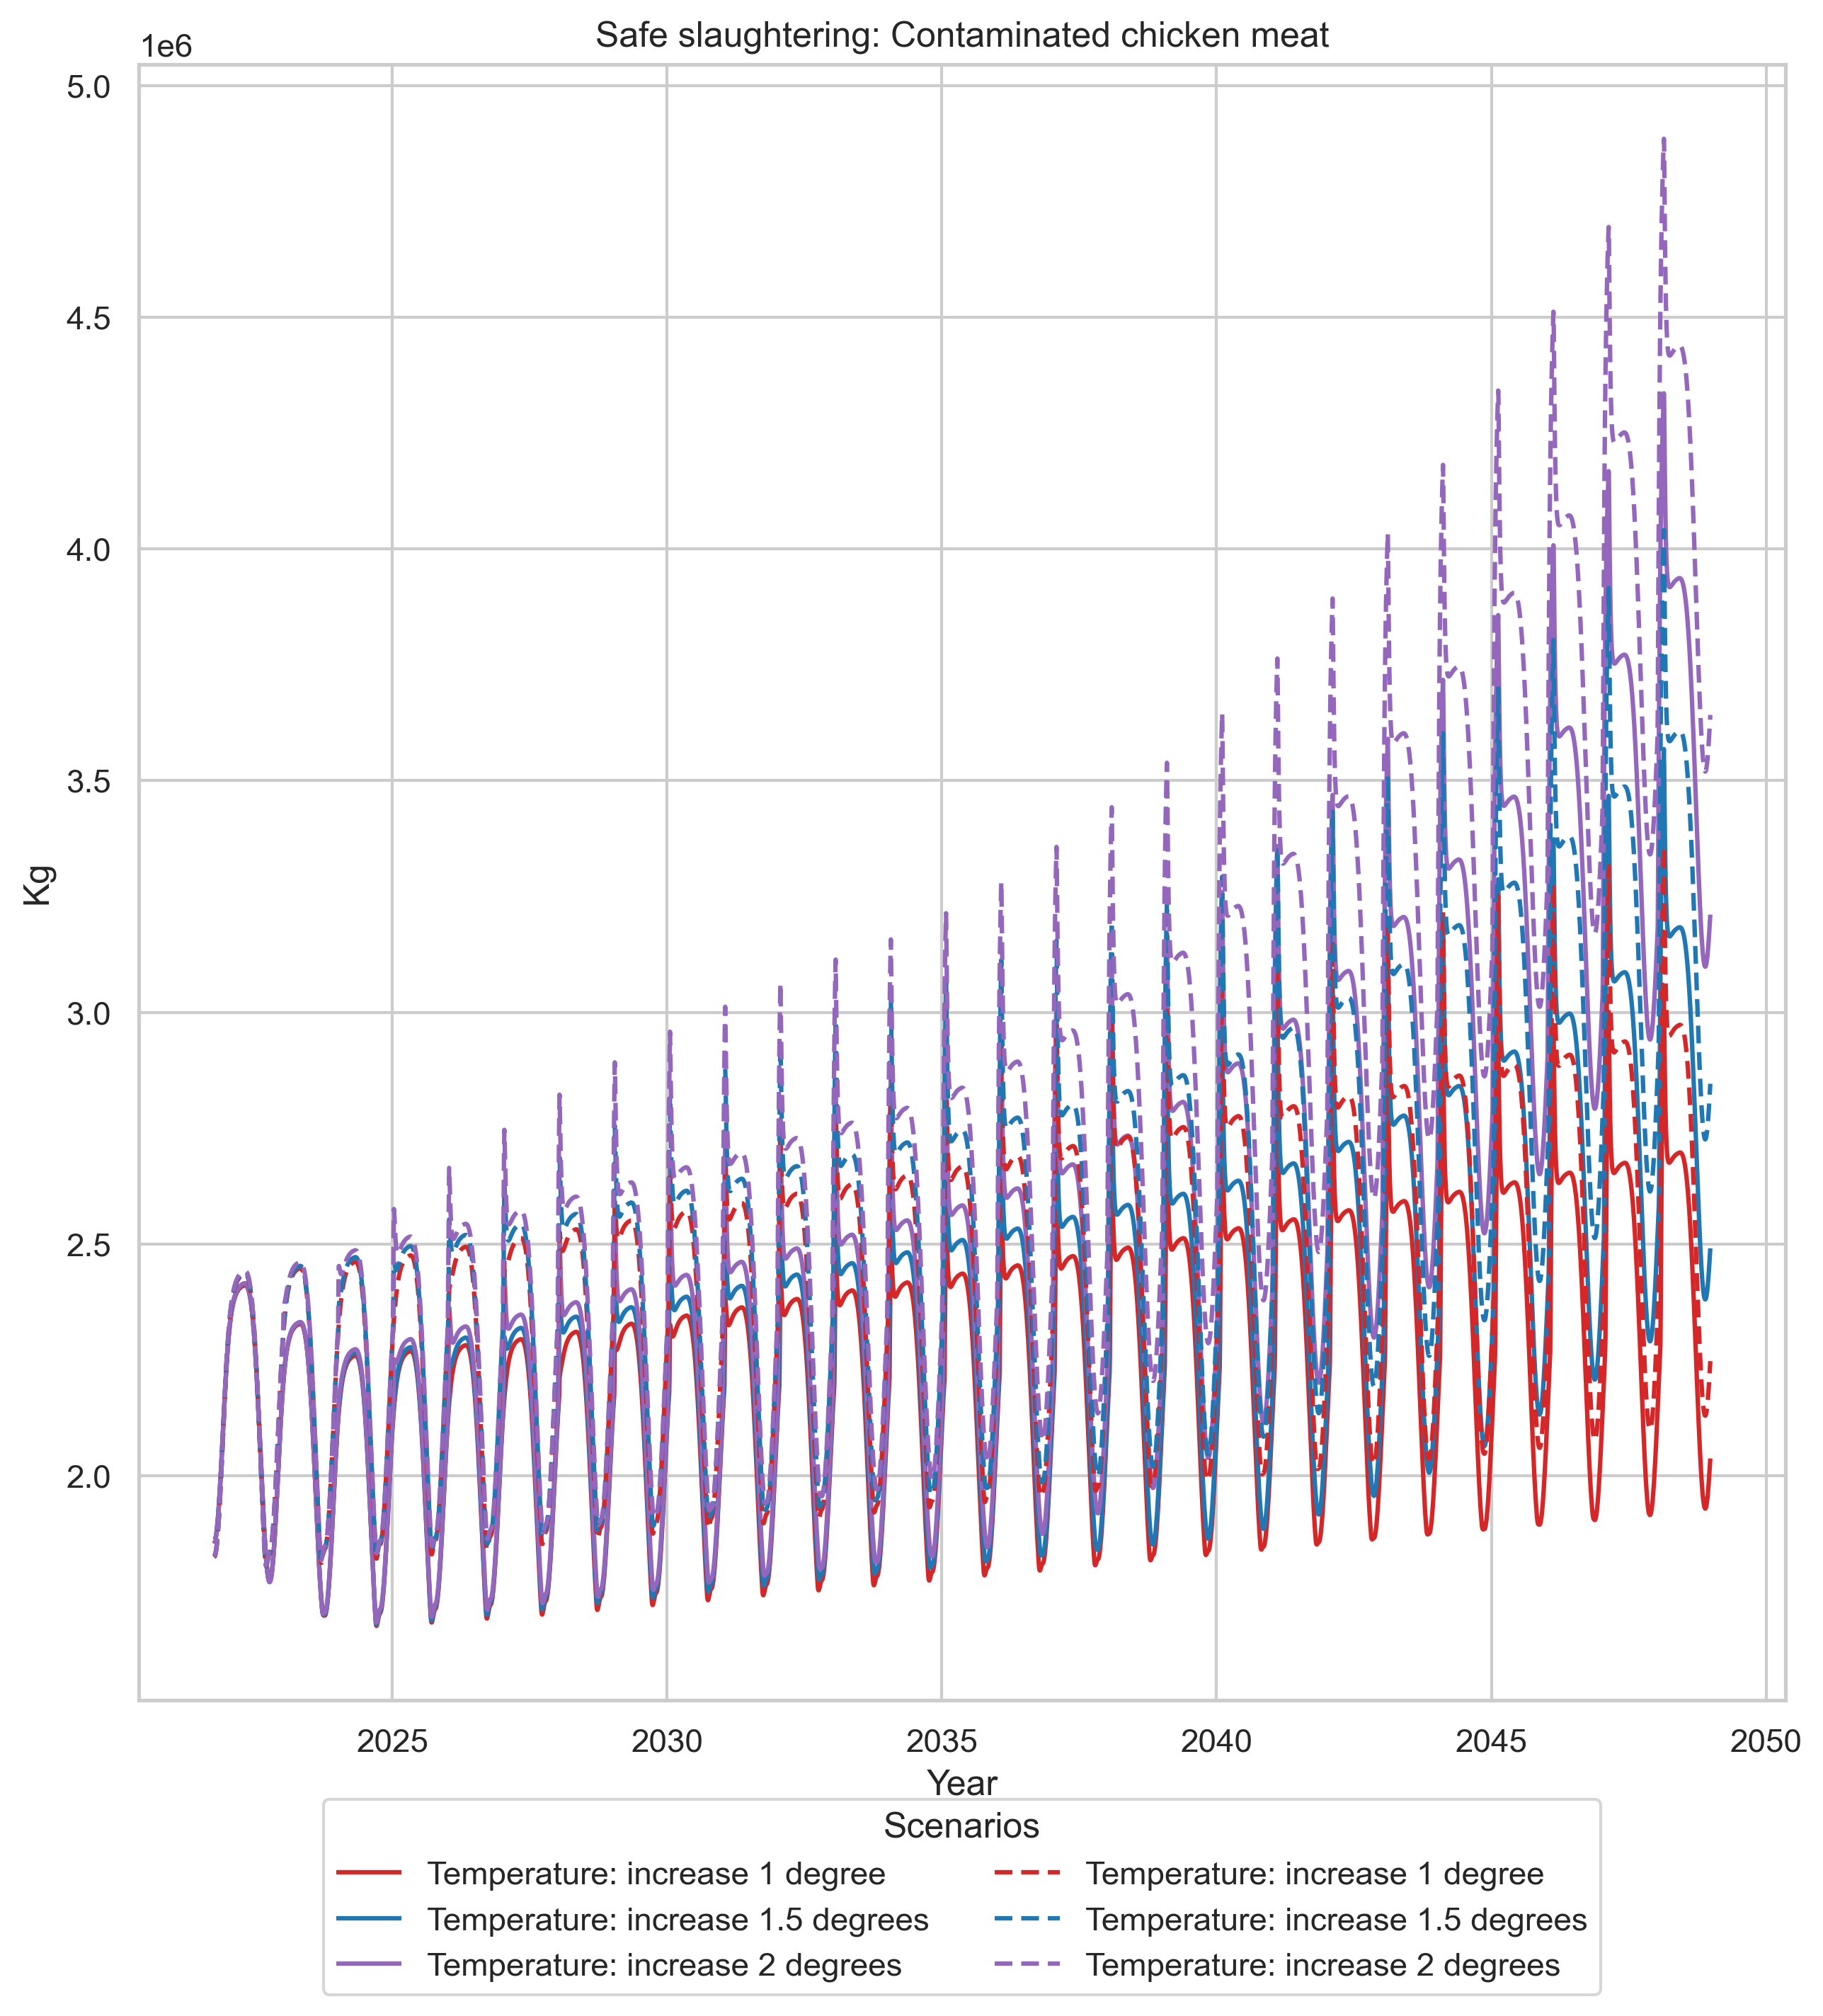 Safe slaughtering: Contaminated chicken meat
1e6
5.0
4.5
4.0
3.5
3.0
2.5
2.0
Kg
2025 2030 2035 2040 2045 2050
Year
Scenarios
Temperature: increase 1 degree
Temperature: increase 1.5 degrees
Temperature: increase 2 degrees
Temperature: increase 1 degree
Temperature: increase 1.5 degrees
Temperature: increase 2 degrees